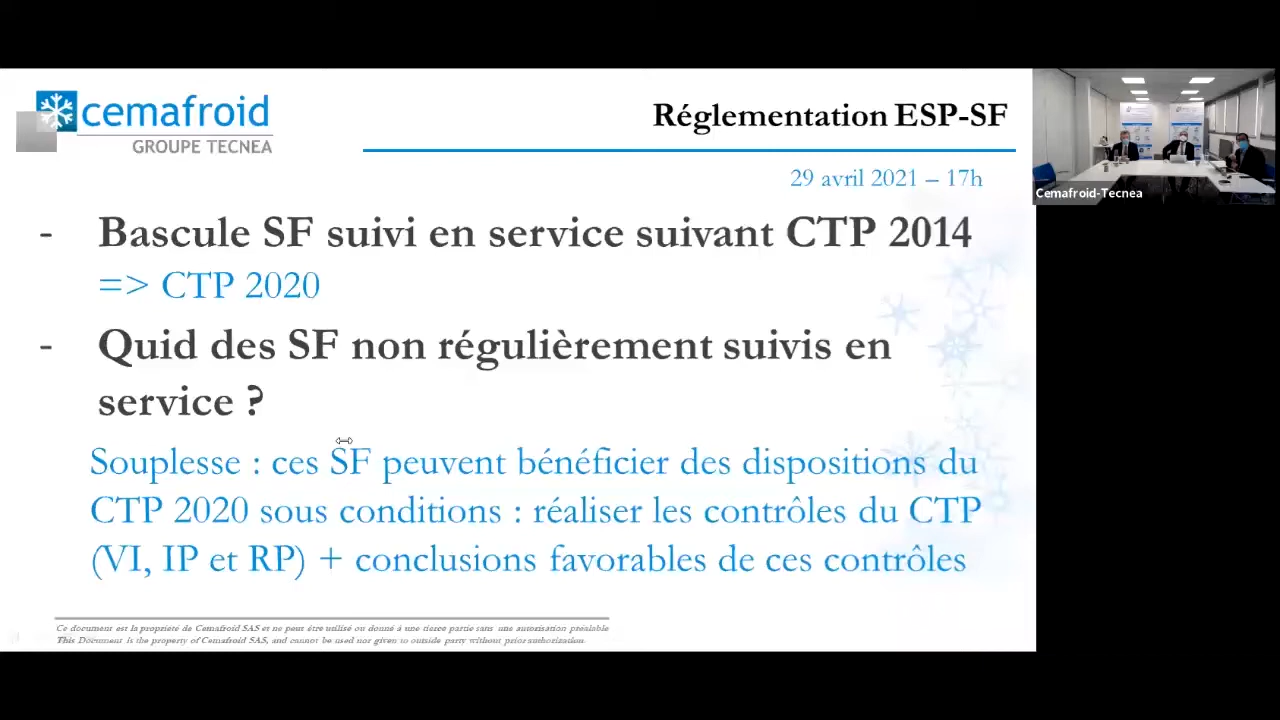 cemafroid
GROUPE TECNEA
Réglementation ESP-SF
29 avril 2021 – 17h
- Bascule SF suivi en service suivant CTP 2014
=> CTP 2020
- Quid des SF non régulièrement suivis en
service ?
Souplesse : ces SF peuvent bénéficier des dispositions du
CTP 2020 sous conditions : réaliser les contrôles du CTP
(VI, IP et RP) + conclusions favorables de ces contrôles
Ce document est la propriété de Cemafroid SAS et ne peut être utilisé ou donné à une tierce partie sans une autorisation préalable
This Document is the property of Cemafroid SAS, and cannot be used nor given to outside party without prior authorization.
Cemafroid-Tecnea